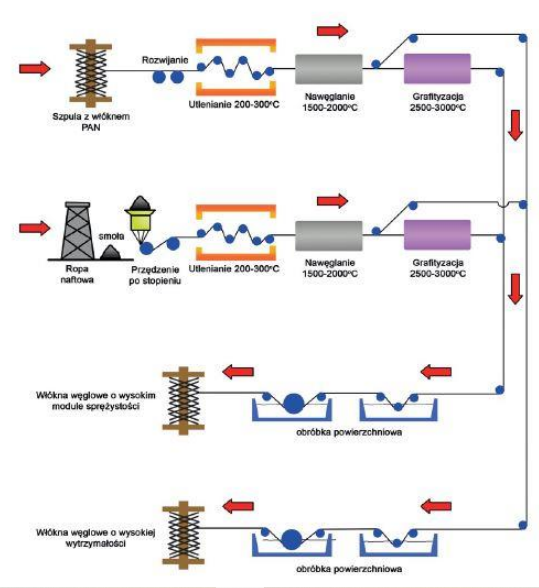 Rozwijanie
Szpula z włóknem
PAN
Utlenianie 200-300°C
Nawęglanie
1500-2000°C
Grafityzacja
2500-3000°C
smoła
Ropa
naftowa
Przędzenie
po stopieniu
Utlenianie 200-300°C
Nawęglanie
1500-2000°C
Grafityzacja
2500-3000°C
Włókna węglowe o wysokim
module sprężystości
obróbka powierzchniowa
Włókna węglowe o wysokiej
wytrzymałości
obróbka powierzchniowa